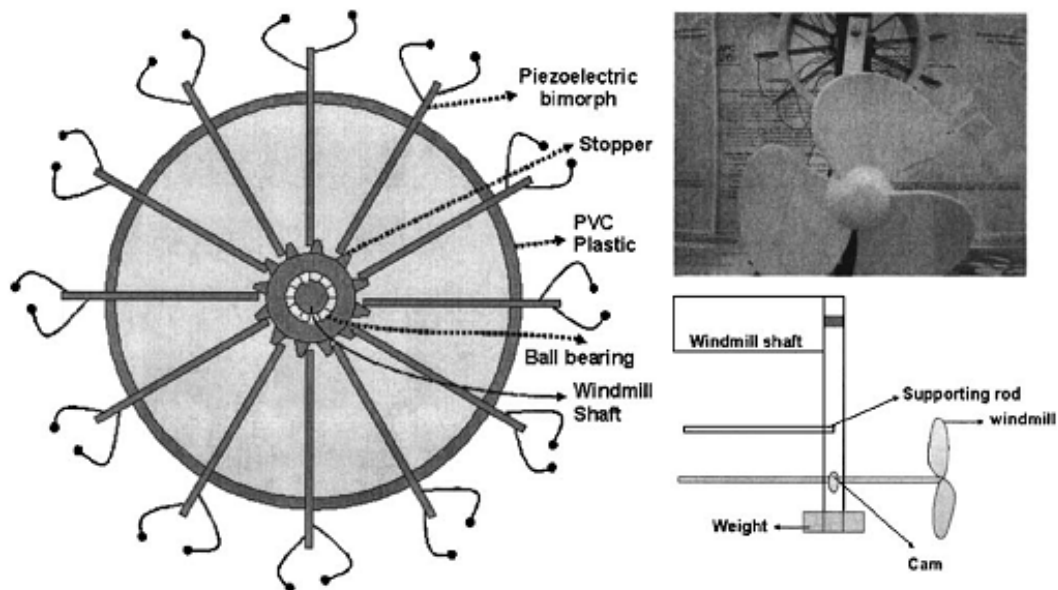 Piezoelectric
bimorph
Stopper
PVC
Plastic
Ball bearing
Windmill
Shaft
Windmill shaft
Supporting rod
windmill
Weight
Cam